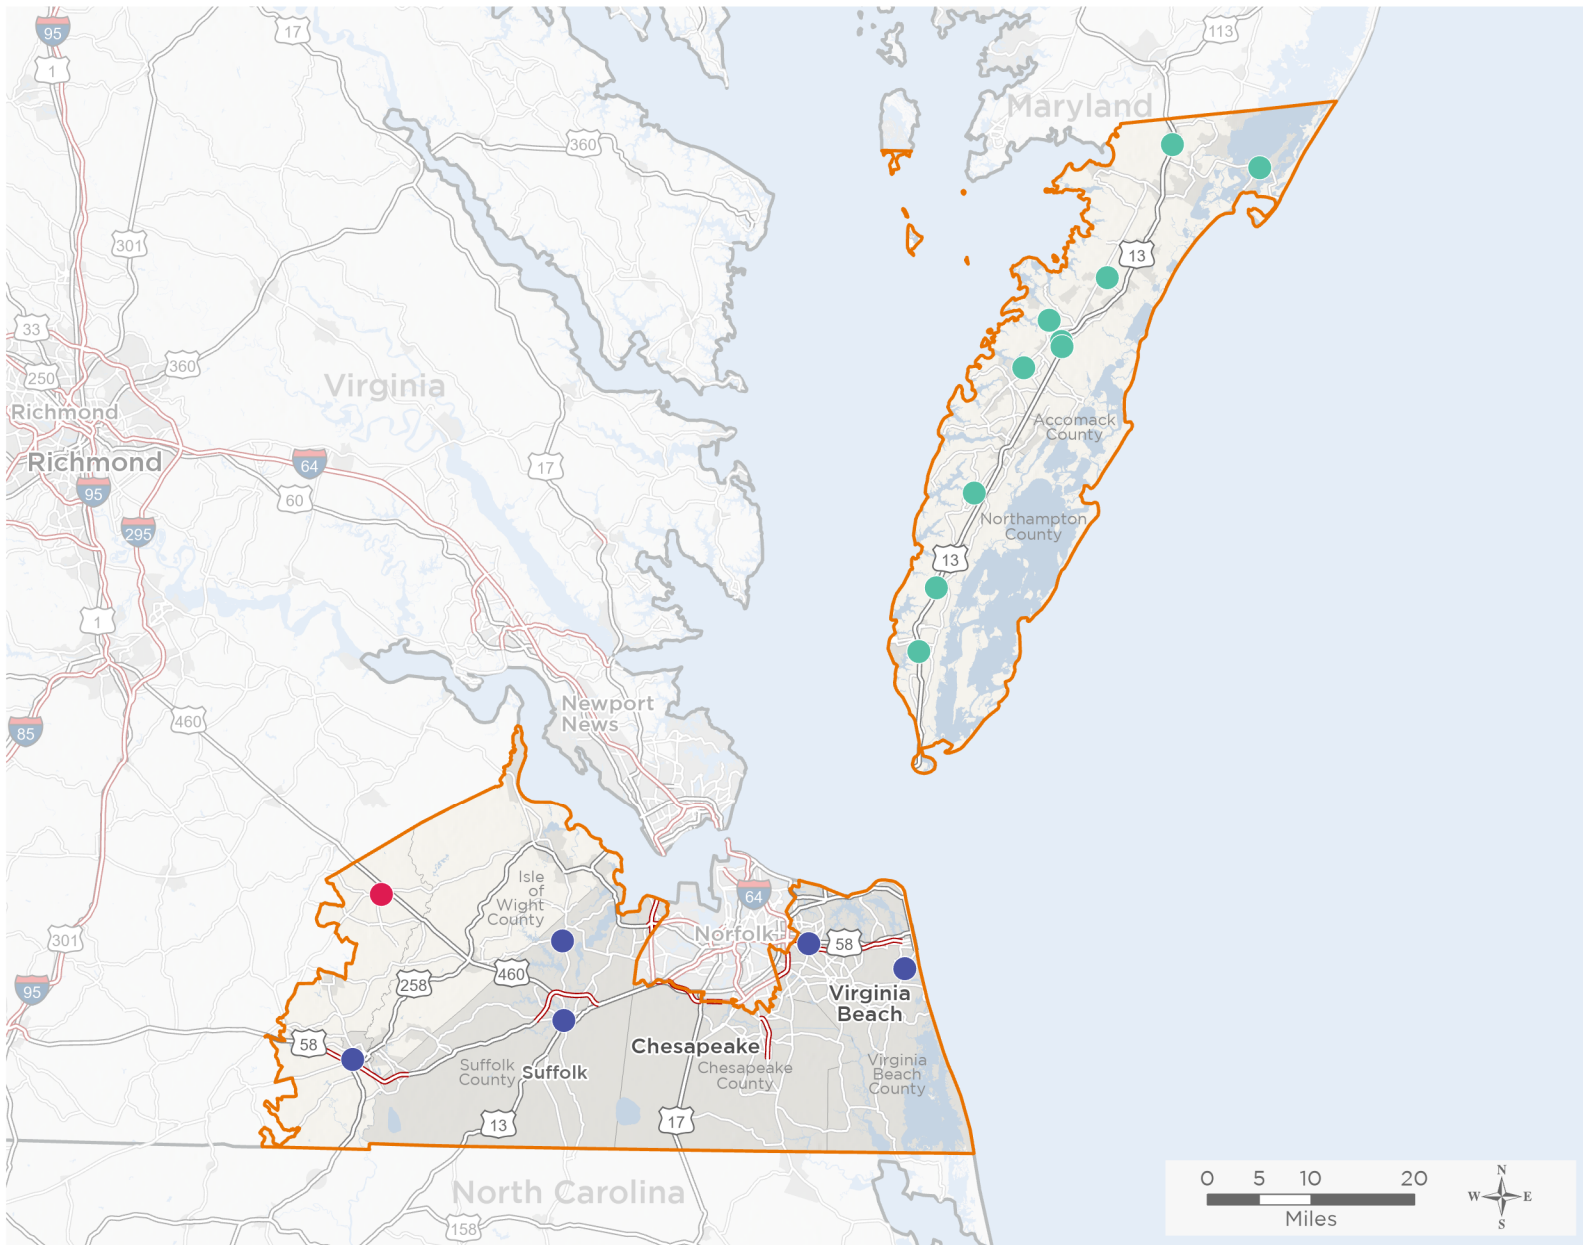 95
17
113
1
Maryland
360
301
13
33
360
250
Virginia
Richmond
Accomack
County
Richmond
64
17
95
60
Northampton
County
295
13
1
Newport
News
460
85
Isle
of
Wight
County
64
301
Norfolk
58
460
258
95
Virginia
Beach
58
Chesapeake
Suffolk
County
Suffolk
Chesapeake
County
Virginia
Beach
County
13
17
North Carolina
158
0 5 10 20
Miles
N
W E
S